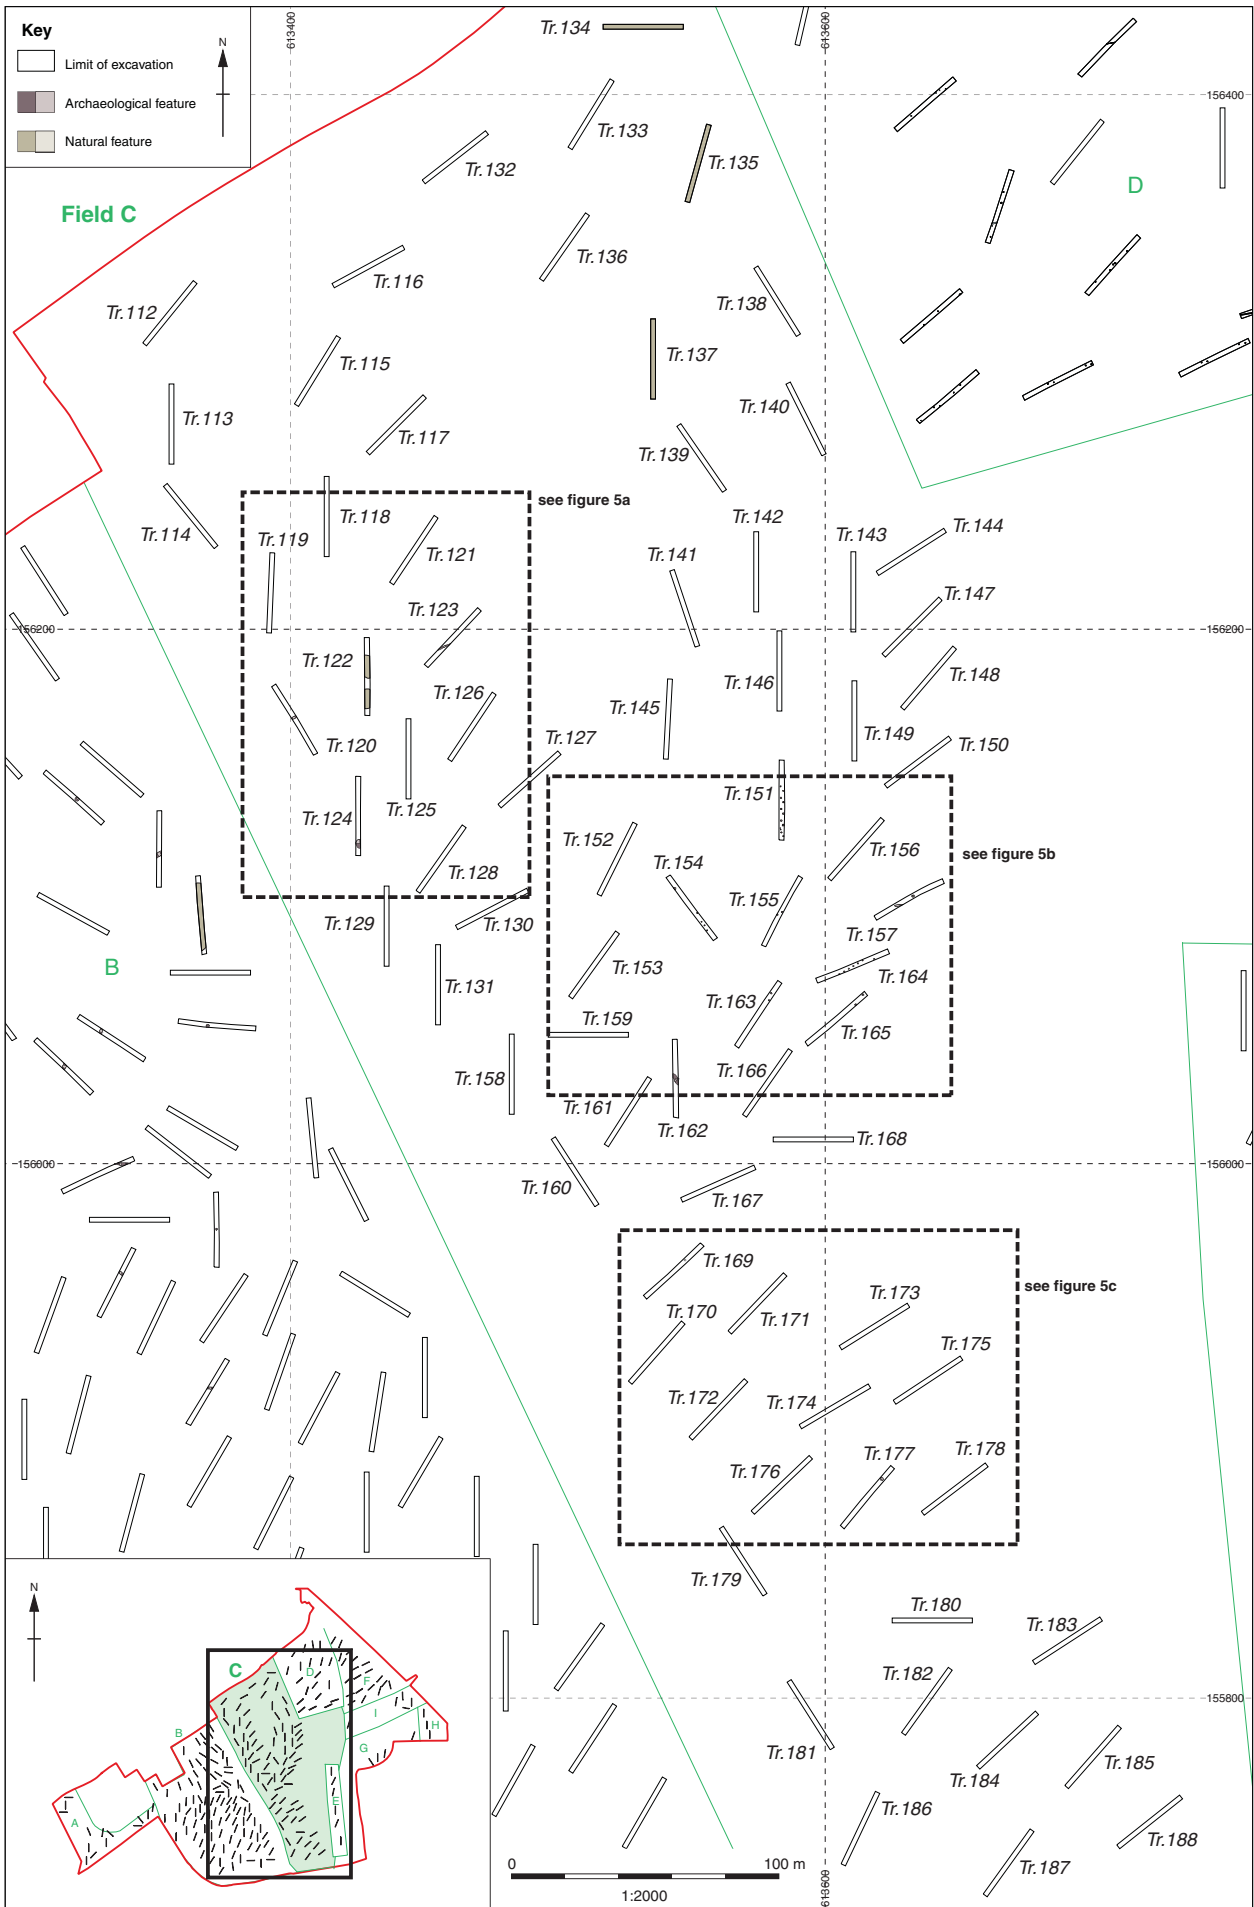 Key
N
Limit of excavation
Archaeological feature
Natural feature
613400
613600
Tr.134
156400
Tr.133
Tr.132
Tr.135
D
Field C
Tr.136
Tr.116
Tr.112
Tr.138
Tr.115
Tr.137
Tr.113
Tr.140
Tr.117
Tr.139
see figure 5a
Tr.118
Tr.142
Tr.114
Tr.119
Tr.143
Tr.144
Tr.121
Tr.141
Tr.147
Tr.123
156200
156200
Tr.122
Tr.148
Tr.126
Tr.146
Tr.145
Tr.120
Tr.127
Tr.149
Tr.150
Tr.151
Tr.125
Tr.124
Tr.152
Tr.156
see figure 5b
Tr.154
Tr.128
Tr.155
Tr.129
Tr.130
Tr.157
B
Tr.153
Tr.164
Tr.131
Tr.163
Tr.159
Tr.165
Tr.158
Tr.166
Tr.161
Tr.162
Tr.168
156000
156000
Tr.160
Tr.167
Tr.169
see figure 5c
Tr.170
Tr.171
Tr.173
Tr.175
Tr.172
Tr.174
Tr.177
Tr.178
Tr.176
Tr.179
N
Tr.180
Tr.183
C
D
Tr.182
F
155800
I
H
B
G
Tr.181
Tr.184
Tr.185
E
A
Tr.186
Tr.188
0
100 m
Tr.187
1:2000
613600